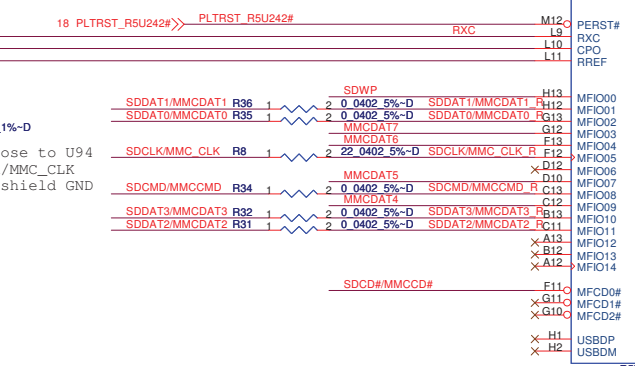 18 PLTRST_R5U242# PLTRST_R5U242# M12 PERST#
RXC L9 RXC
L10 CPO
L11 RREF
SDWP H13 MFIO00
SDDAT1/MMCDAT1 R36 1 2 0_0402_5%~D SDDAT1/MMCDAT1_R H12 MFIO01
SDDAT0/MMCDAT0 R35 1 2 0_0402_5%~D SDDAT0/MMCDAT0_R G13 MFIO02
1%~D MMCDAT7 G12 MFIO03
MMCDAT6 F13 MFIO04
ose to U94 SDCLK/MMC_CLK R8 1 2 22_0402_5%~D SDCLK/MMC_CLK_R F12 MFIO05
/MMC_CLK D12 MFIO06
shield GND MMCDAT5 D10 MFIO07
SDCMD/MMCCMD R34 1 2 0_0402_5%~D SDCMD/MMCCMD_R C13 MFIO08
MMCDAT4 C12 MFIO09
SDDAT3/MMCDAT3 R32 1 2 0_0402_5%~D SDDAT3/MMCDAT3_R B13 MFIO10
SDDAT2/MMCDAT2 R31 1 2 0_0402_5%~D SDDAT2/MMCDAT2_R C11 MFIO11
A13 MFIO12
B12 MFIO13
A12 MFIO14
SDCD#/MMCCD# F11 MFCD0#
G11 MFCD1#
G10 MFCD2#
H1 USBDP
H2 USBDM